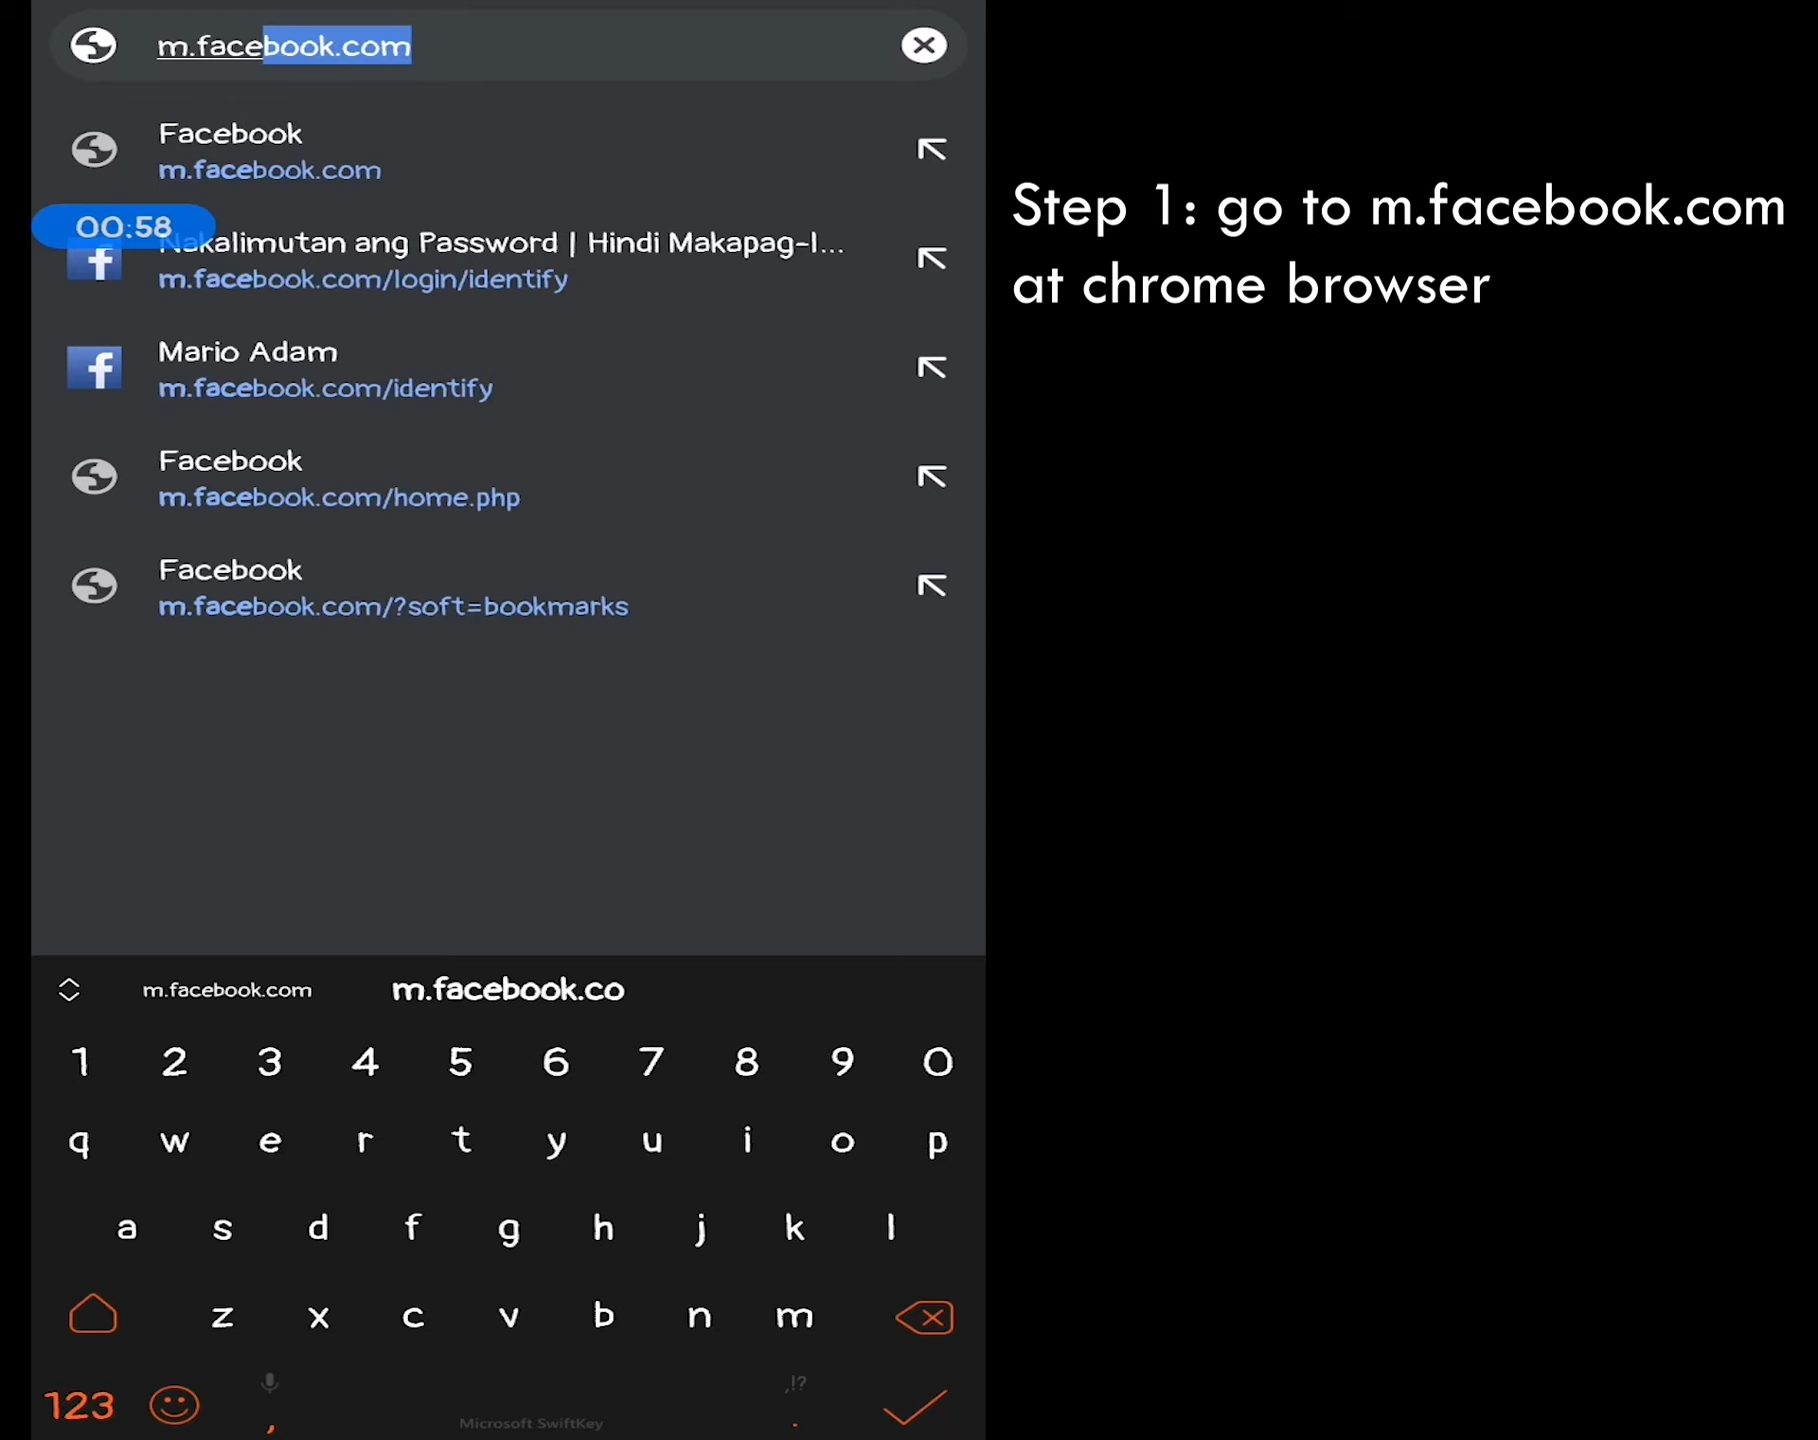 m.facebook.com
Facebook
m.facebook.com
00:58
Nakalimutan ang Password | Hindi Makapag-l...
m.facebook.com/login/identify
Mario Adam
m.facebook.com/identify
Facebook
m.facebook.com/home.php
Facebook
m.facebook.com/?soft=bookmarks
Step 1: go to m.facebook.com
at chrome browser
m.facebook.com m.facebook.co
1 2 3 4 5 6 7 8 9 0
q w e r t y u i o p
a s d f g h j k l
z x c v b n m
,!?
123 , Microsoft SwiftKey .